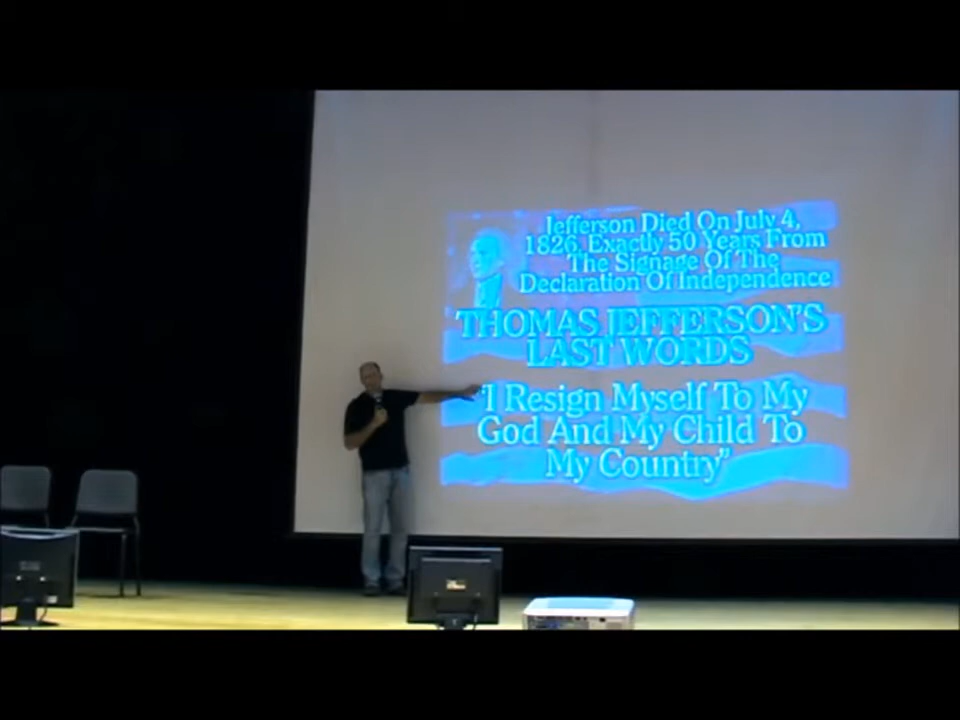 Jefferson Died On July 4,
1826, Exactly 50 Years From
The Signage Of The
Declaration Of Independence
THOMAS JEFFERSON'S
LAST WORDS
"I Resign Myself To My
God And My Child To
My Country"